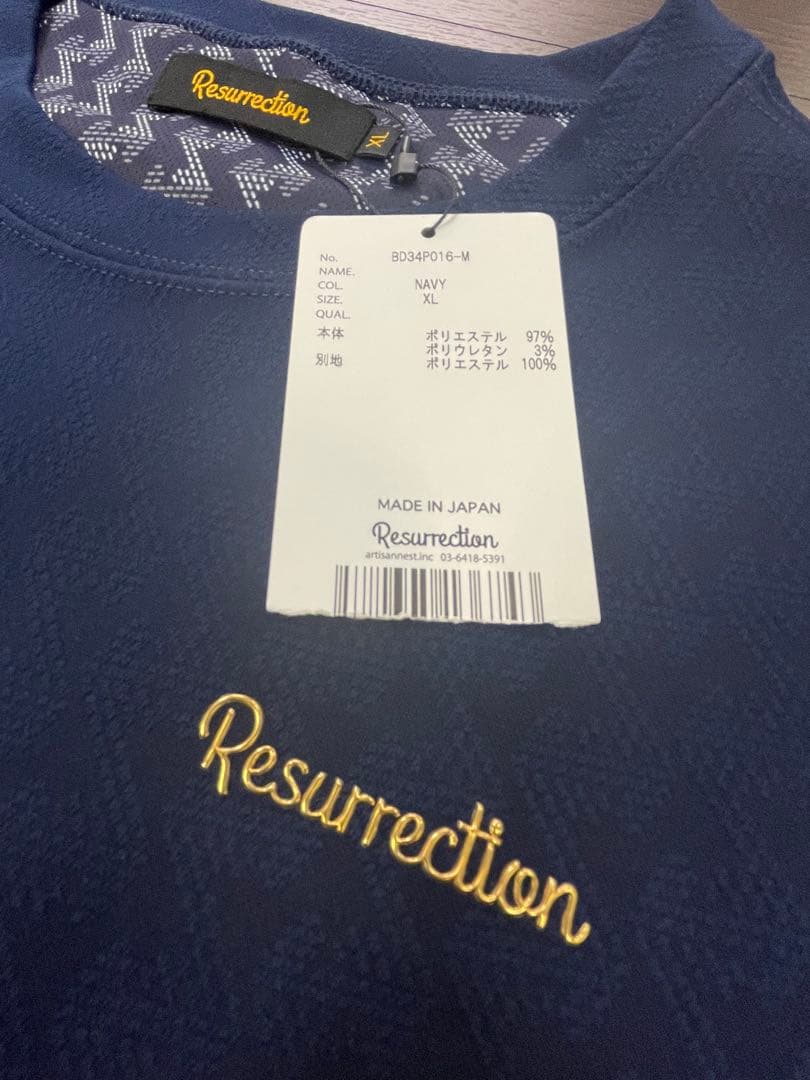 Resurrection
XL
No. BD34P016-M
NAME.
COL. NAVY
SIZE. XL
QUAL.
本体 ポリエステル 97%
ポリウレタン 3%
別地 ポリエステル 100%
MADE IN JAPAN
Resurrection
artisannest.inc 03-6418-5391
Resurrection